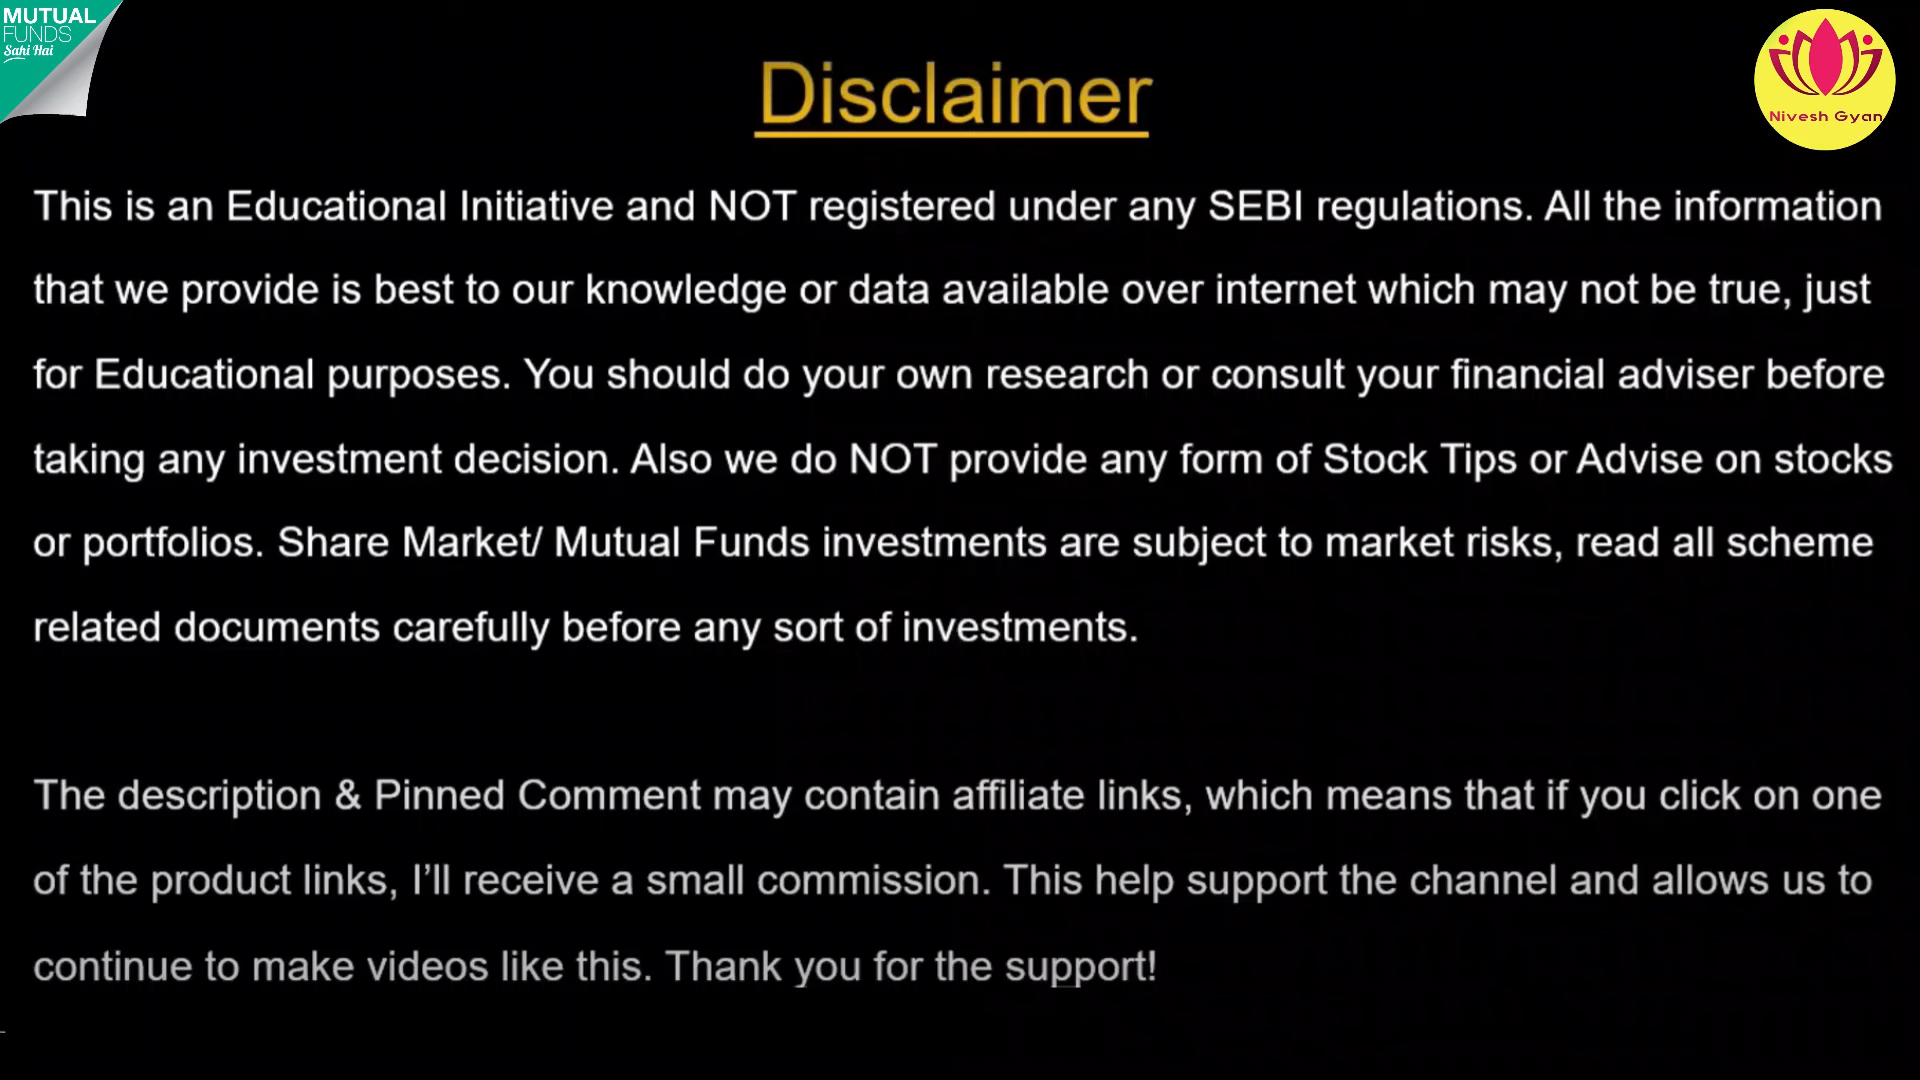 MUTUAL
FUNDS
Sahi Hai
Disclaimer
Nivesh Gyan
This is an Educational Initiative and NOT registered under any SEBI regulations. All the information
that we provide is best to our knowledge or data available over internet which may not be true, just
for Educational purposes. You should do your own research or consult your financial adviser before
taking any investment decision. Also we do NOT provide any form of Stock Tips or Advise on stocks
or portfolios. Share Market/ Mutual Funds investments are subject to market risks, read all scheme
related documents carefully before any sort of investments.
The description & Pinned Comment may contain affiliate links, which means that if you click on one
of the product links, I’ll receive a small commission. This help support the channel and allows us to
continue to make videos like this. Thank you for the support!